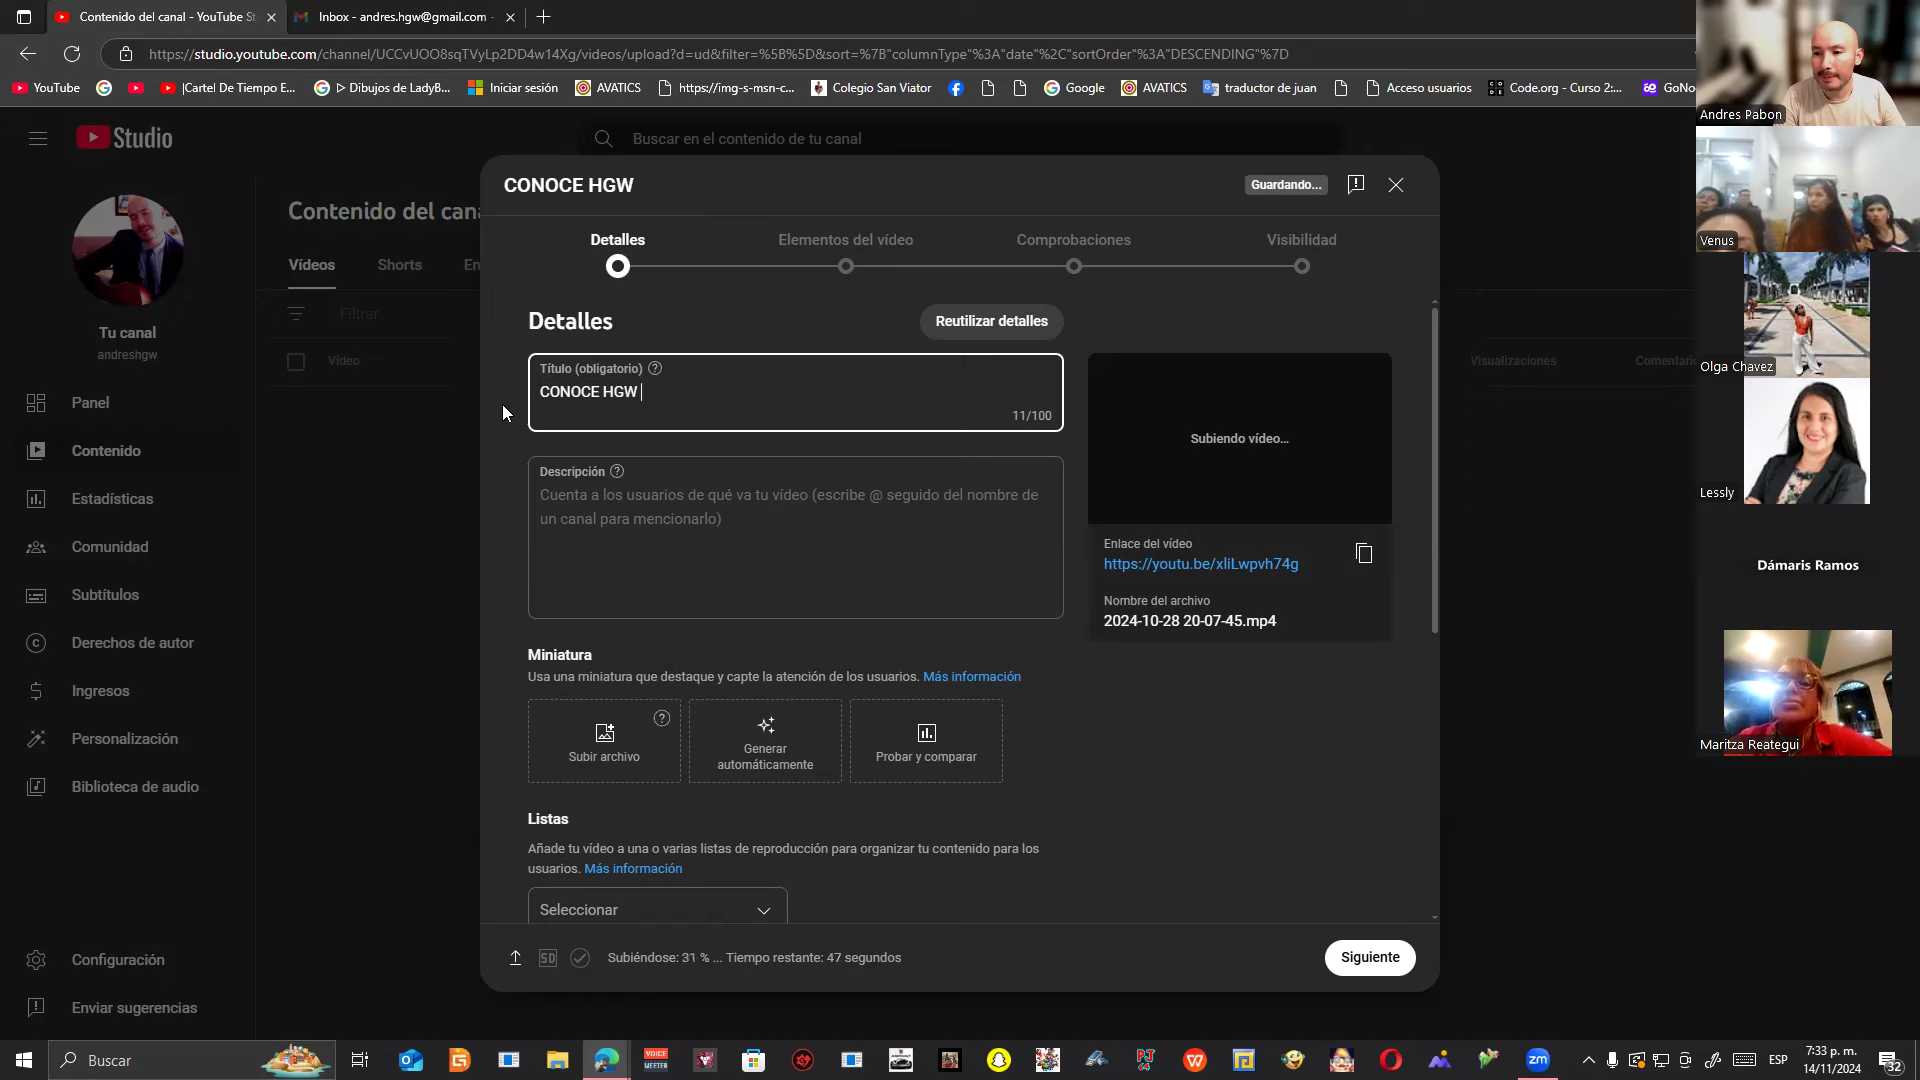 Contenido del canal - YouTube St
Inbox - andres.hgw@gmail.com -
https://studio.youtube.com/channel/UCCvUOO8sqTVyLp2DD4w14Xg/videos/upload?d=ud&filter=%5B%5D&sort=%7B"columnType"%3A"date"%2C"sortOrder"%3A"DESCENDING"%7D
YouTube
|Cartel De Tiempo E...
▷ Dibujos de LadyB...
Iniciar sesión
AVATICS
https://img-s-msn-c...
Colegio San Viator
Google
AVATICS
traductor de juan
Acceso usuarios
Code.org - Curso 2:...
GoNo
Studio
Buscar en el contenido de tu canal
Tu canal
andreshgw
Panel
Contenido
Estadísticas
Comunidad
Subtítulos
Derechos de autor
Ingresos
Personalización
Biblioteca de audio
Configuración
Enviar sugerencias
Contenido del cana
Vídeos
Shorts
En
Filtrar
Vídeo
Visualizaciones
Comentario
CONOCE HGW
Guardando...
Detalles
Elementos del vídeo
Comprobaciones
Visibilidad
Detalles
Reutilizar detalles
Título (obligatorio)
CONOCE HGW
11/100
Descripción
Cuenta a los usuarios de qué va tu vídeo (escribe @ seguido del nombre de
un canal para mencionarlo)
Subiendo vídeo...
Enlace del vídeo
https://youtu.be/xliLwpvh74g
Nombre del archivo
2024-10-28 20-07-45.mp4
Miniatura
Usa una miniatura que destaque y capte la atención de los usuarios. Más información
Subir archivo
Generar
automáticamente
Probar y comparar
Listas
Añade tu vídeo a una o varias listas de reproducción para organizar tu contenido para los
usuarios. Más información
Seleccionar
SD
Subiéndose: 31 % ... Tiempo restante: 47 segundos
Siguiente
Andres Pabon
Venus
Olga Chavez
Lessly
Dámaris Ramos
Maritza Reategui
Buscar
VOICE
MEETER
zm
ESP
7:33 p. m.
14/11/2024
32